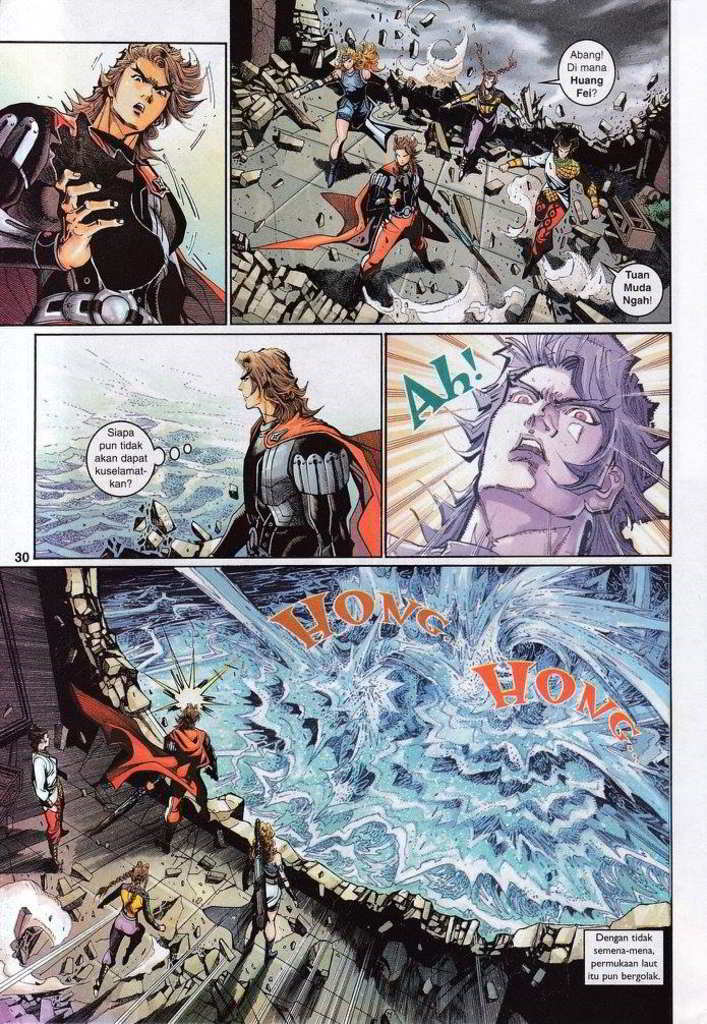 Abang!
Di mana
Huang
Fei?
Tuan
Muda
Ngah!
Siapa
pun tidak
akan dapat
kuselamat-
kan?
Ah!
30
HONG
HONG..
Dengan tidak
semena-mena,
permukaan laut
itu pun bergolak.